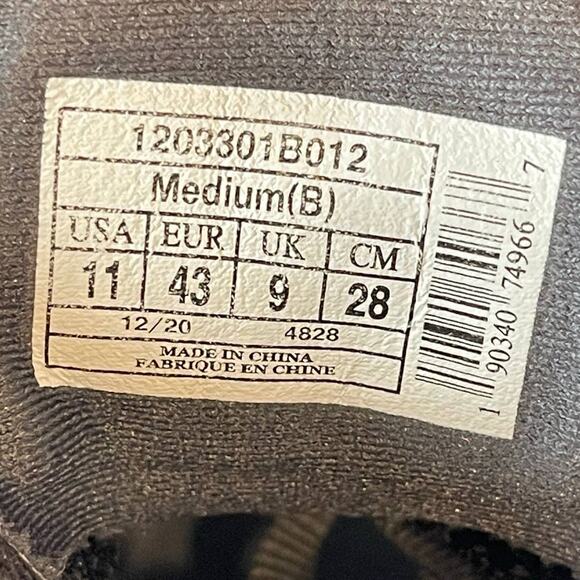 1203301B012
Medium(B)
USA EUR UK CM
11 43 9 28
12/20 4828
MADE IN CHINA
FABRIQUE EN CHINE
1 90340 74966 7